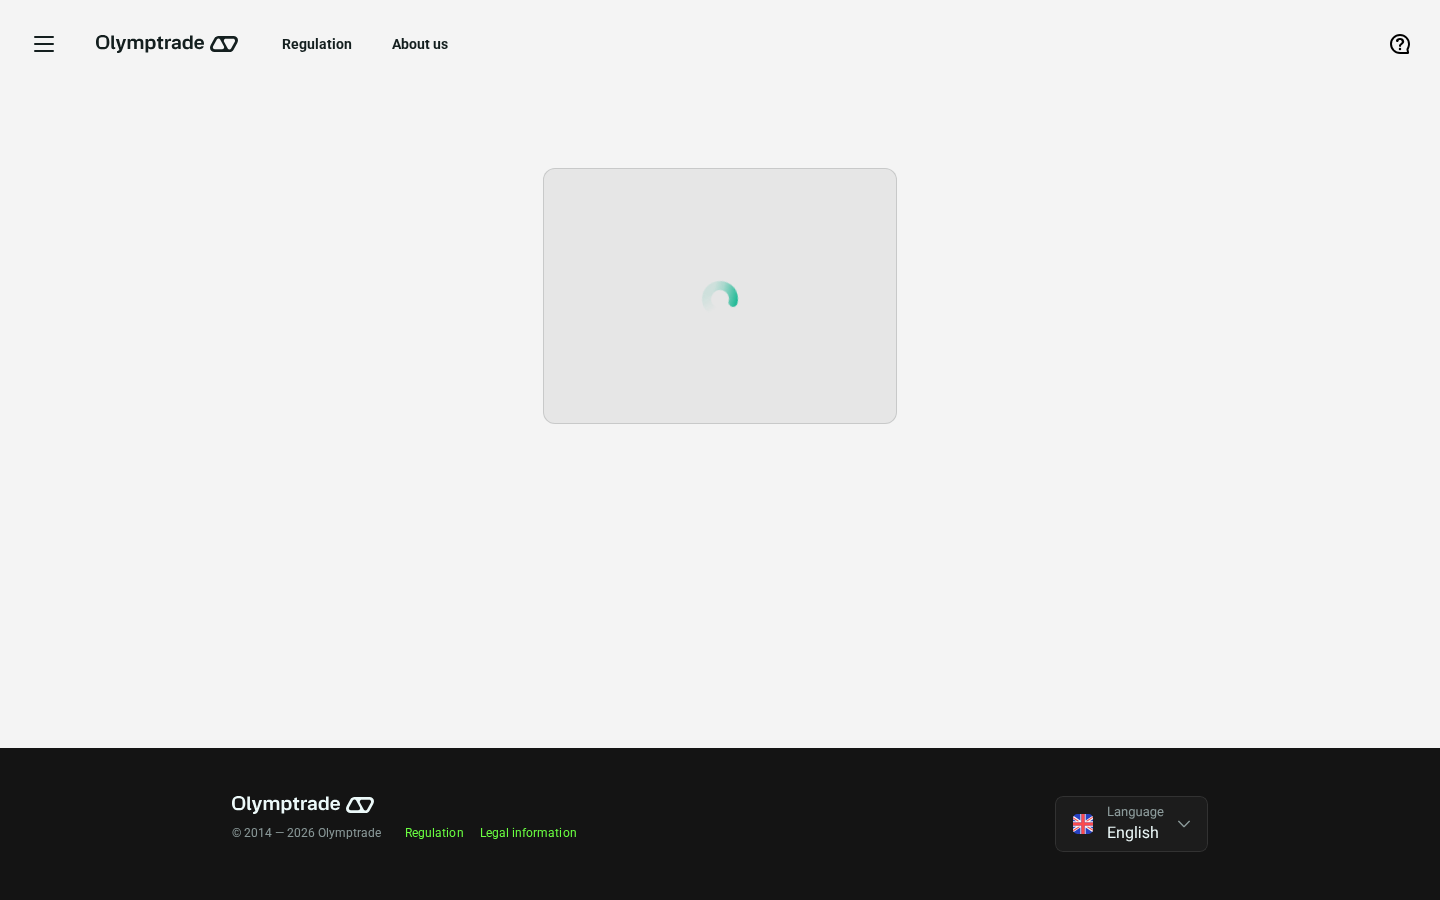 Olymptrade
Regulation
About us
Olymptrade
© 2014 — 2026 Olymptrade
Regulation
Legal information
Language
English